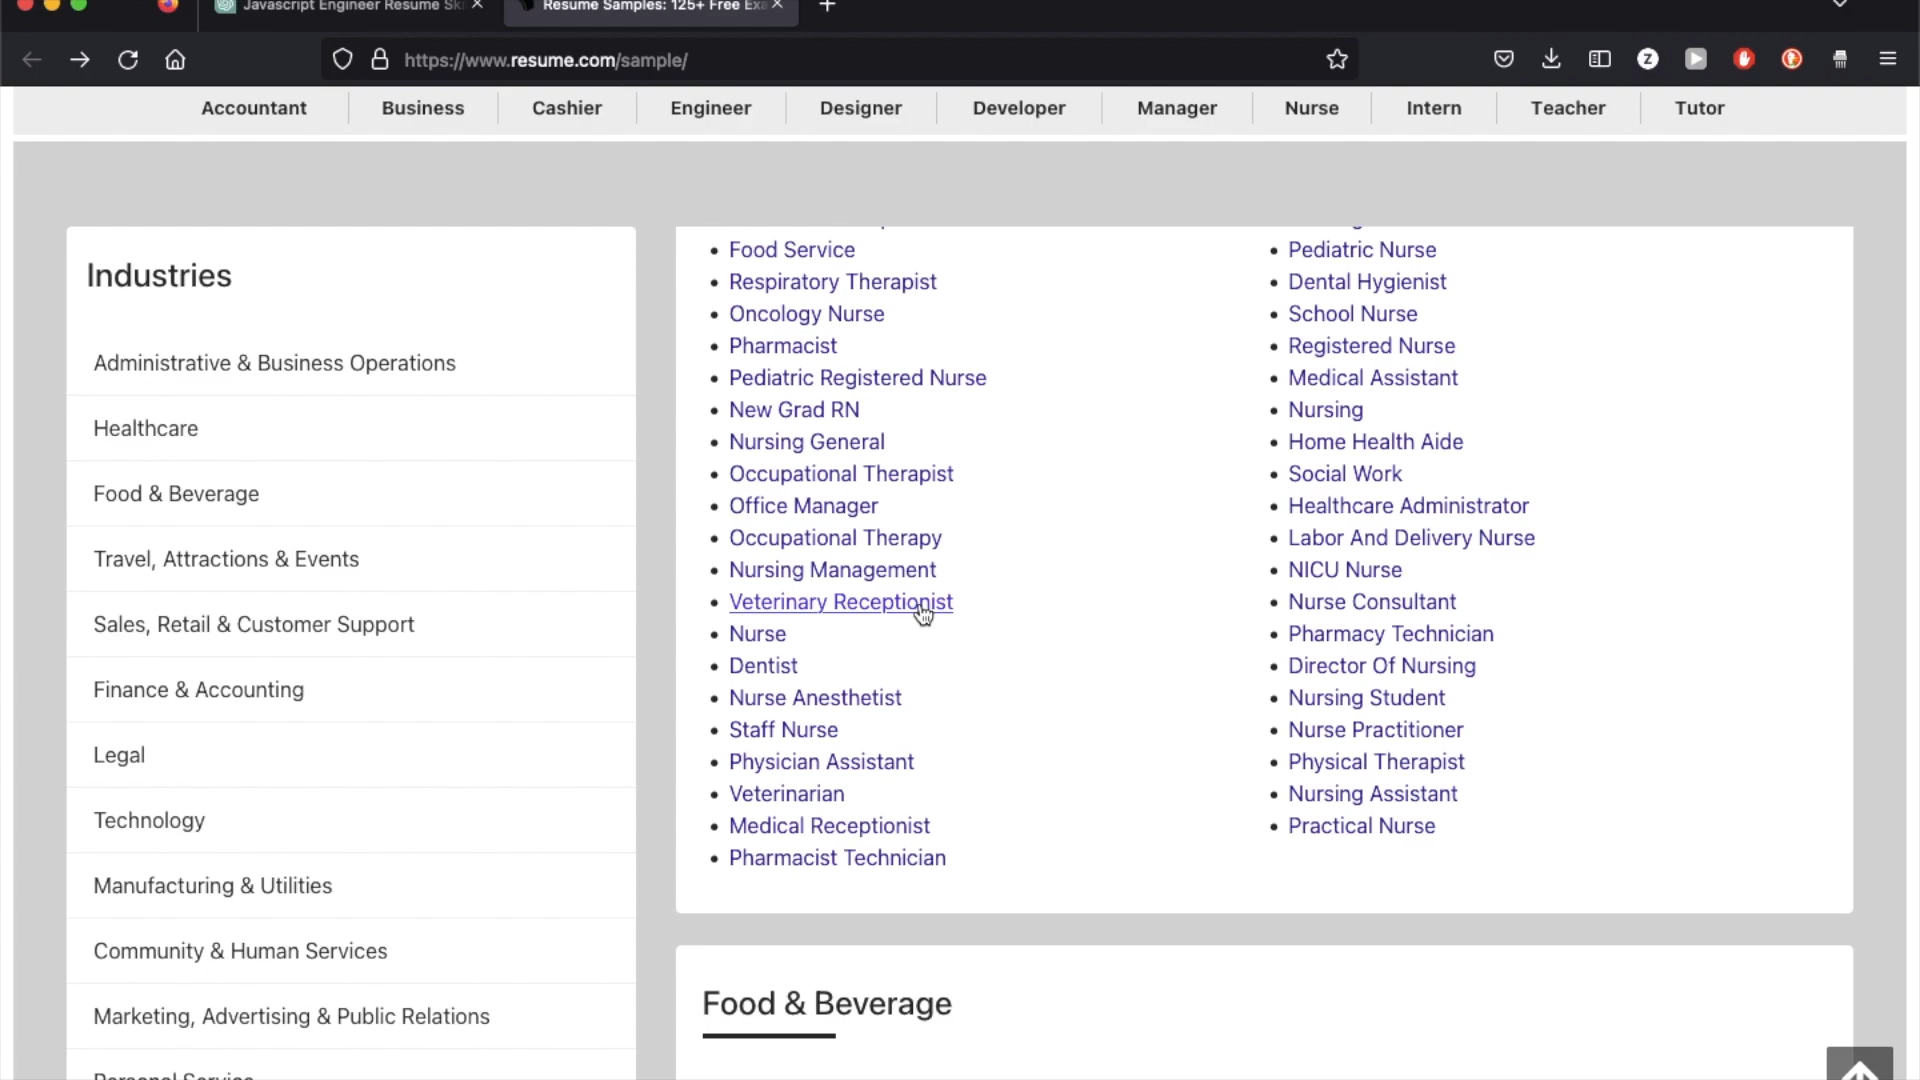 Javascript Engineer Resume Ski
Resume Samples: 125+ Free Exa
https://www.resume.com/sample/
Z
Accountant
Business
Cashier
Engineer
Designer
Developer
Manager
Nurse
Intern
Teacher
Tutor
Industries
Administrative & Business Operations
Healthcare
Food & Beverage
Travel, Attractions & Events
Sales, Retail & Customer Support
Finance & Accounting
Legal
Technology
Manufacturing & Utilities
Community & Human Services
Marketing, Advertising & Public Relations
Personal Service
Food Service
Respiratory Therapist
Oncology Nurse
Pharmacist
Pediatric Registered Nurse
New Grad RN
Nursing General
Occupational Therapist
Office Manager
Occupational Therapy
Nursing Management
Veterinary Receptionist
Nurse
Dentist
Nurse Anesthetist
Staff Nurse
Physician Assistant
Veterinarian
Medical Receptionist
Pharmacist Technician
Pediatric Nurse
Dental Hygienist
School Nurse
Registered Nurse
Medical Assistant
Nursing
Home Health Aide
Social Work
Healthcare Administrator
Labor And Delivery Nurse
NICU Nurse
Nurse Consultant
Pharmacy Technician
Director Of Nursing
Nursing Student
Nurse Practitioner
Physical Therapist
Nursing Assistant
Practical Nurse
Food & Beverage